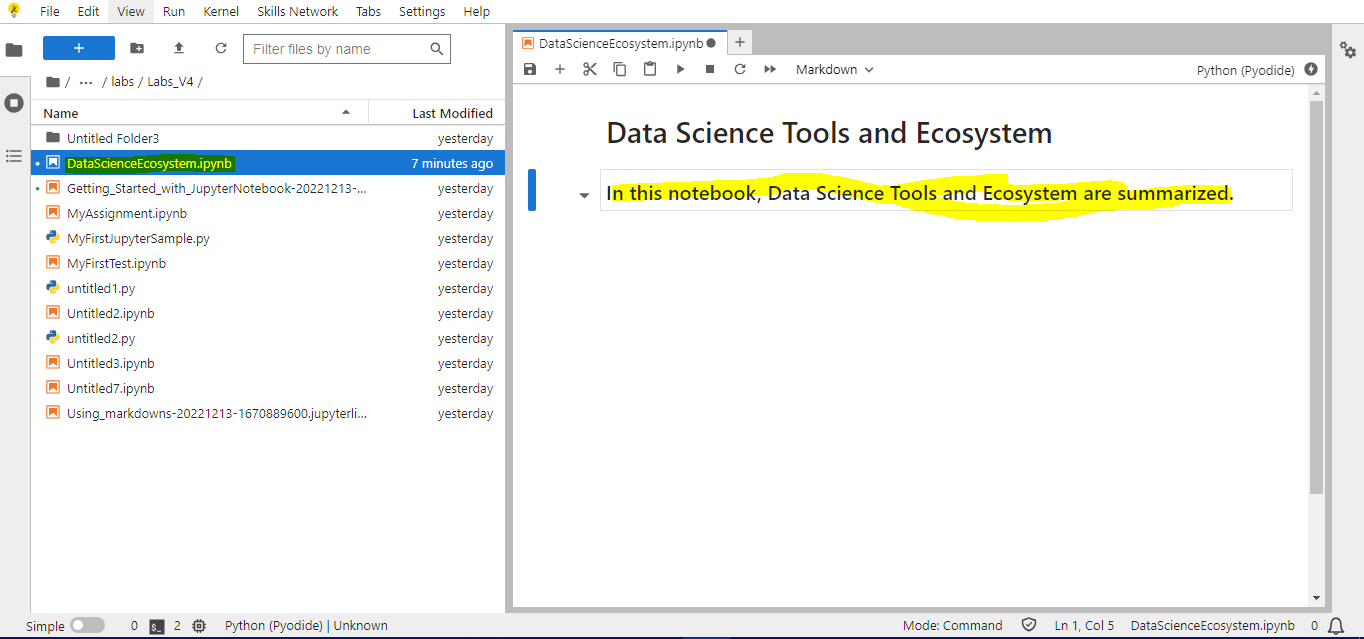 File Edit View Run Kernel Skills Network Tabs Settings Help
+
Filter files by name
/ ··· / labs / Labs_V4 /
Name Last Modified
Untitled Folder3 yesterday
DataScienceEcosystem.ipynb 7 minutes ago
Getting_Started_with_JupyterNotebook-20221213-... yesterday
MyAssignment.ipynb yesterday
MyFirstJupyterSample.py yesterday
MyFirstTest.ipynb yesterday
untitled1.py yesterday
Untitled2.ipynb yesterday
untitled2.py yesterday
Untitled3.ipynb yesterday
Untitled7.ipynb yesterday
Using_markdowns-20221213-1670889600.jupyterli... yesterday
DataScienceEcosystem.ipynb
Markdown Python (Pyodide)
Data Science Tools and Ecosystem
In this notebook, Data Science Tools and Ecosystem are summarized.
Simple 0 $_ 2 Python (Pyodide) | Unknown Mode: Command Ln 1, Col 5 DataScienceEcosystem.ipynb 0